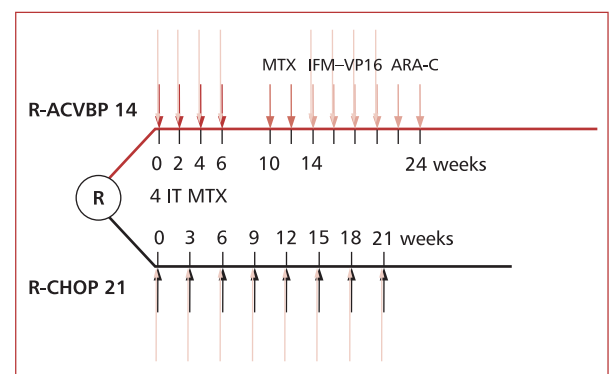 MTX IFM–VP16 ARA-C
R-ACVBP 14
0 2 4 6 10 14 24 weeks
R
4 IT MTX
0 3 6 9 12 15 18 21 weeks
R-CHOP 21